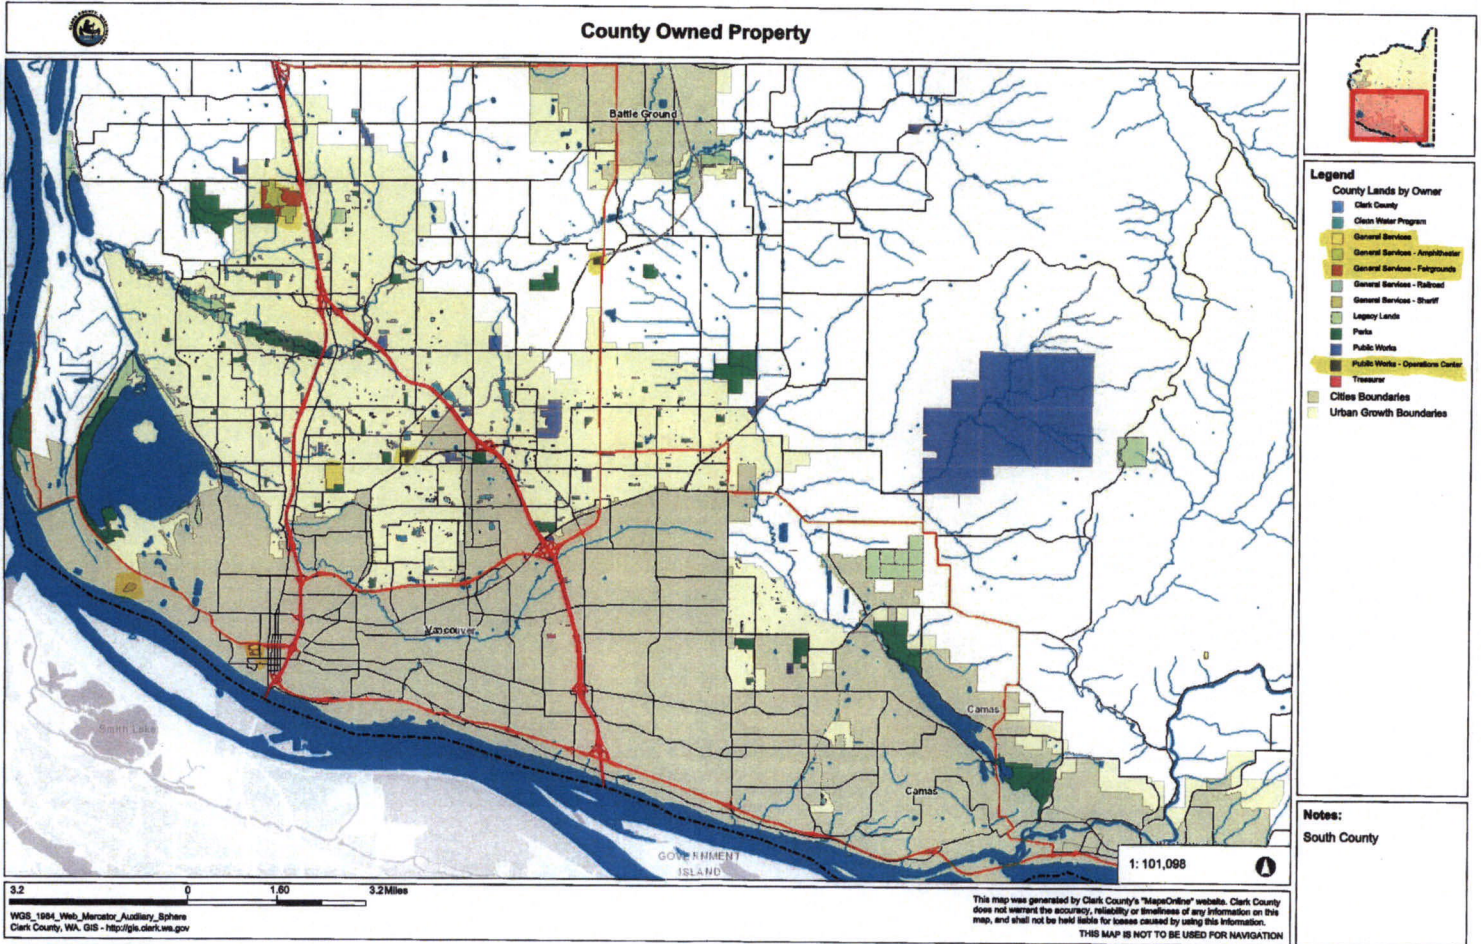 County Owned Property
Battle Ground
Vancouver
Camas
Camas
Smith Lake
GOVERNMENT
ISLAND
1: 101,098
Legend
County Lands by Owner
Clark County
Clean Water Program
General Services
General Services - Amphitheater
General Services - Fairgrounds
General Services - Railroad
General Services - Sheriff
Legacy Lands
Parks
Public Works
Public Works - Operations Center
Treasurer
Cities Boundaries
Urban Growth Boundaries
Notes:
South County
3.2 0 1.60 3.2 Miles
WGS_1984_Web_Mercator_Auxiliary_Sphere
Clark County, WA. GIS - http://gis.clark.wa.gov
This map was generated by Clark County's "MapsOnline" website. Clark County
does not warrant the accuracy, reliability or timeliness of any information on this
map, and shall not be held liable for losses caused by using this information.
THIS MAP IS NOT TO BE USED FOR NAVIGATION